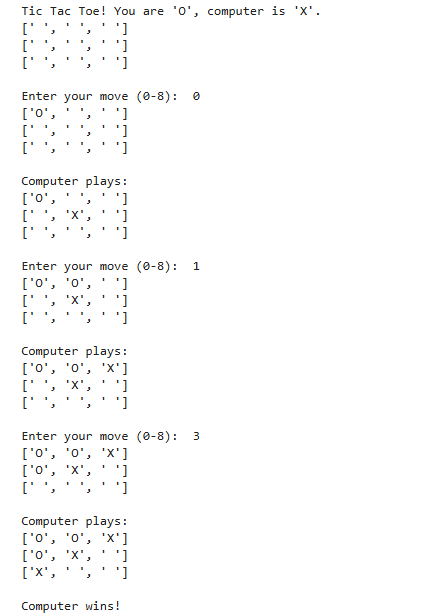 Tic Tac Toe! You are 'O', computer is 'X'.
[' ', ' ', ' ']
[' ', ' ', ' ']
[' ', ' ', ' ']
Enter your move (0-8):  0
['O', ' ', ' ']
[' ', ' ', ' ']
[' ', ' ', ' ']
Computer plays:
['O', ' ', ' ']
[' ', 'X', ' ']
[' ', ' ', ' ']
Enter your move (0-8):  1
['O', 'O', ' ']
[' ', 'X', ' ']
[' ', ' ', ' ']
Computer plays:
['O', 'O', 'X']
[' ', 'X', ' ']
[' ', ' ', ' ']
Enter your move (0-8):  3
['O', 'O', 'X']
['O', 'X', ' ']
[' ', ' ', ' ']
Computer plays:
['O', 'O', 'X']
['O', 'X', ' ']
['X', ' ', ' ']
Computer wins!